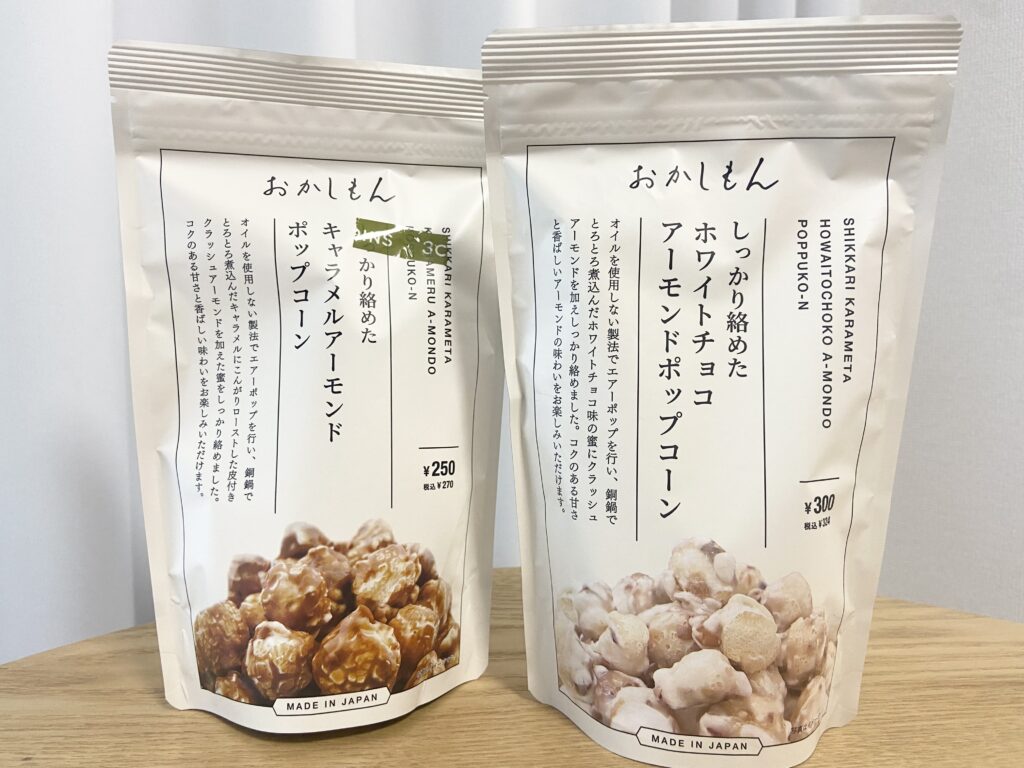 おかしもん
SHIKKARI KARAMETA
AMERU A-MONDO
PUKO-N
NS
3C
かり絡めた
キャラメルアーモンド
ポップコーン
オイルを使用しない製法でエアーポップを行い、銅鍋で
とろとろ煮込んだキャラメルにこんがりローストした皮付き
クラッシュアーモンドを加えた蜜をしっかり絡めました。
コクのある甘さと香ばしい味わいをお楽しみいただけます。
¥250
税込¥270
MADE IN JAPAN
おかしもん
SHIKKARI KARAMETA
HOWAITOCHOKO A-MONDO
POPPUKO-N
しっかり絡めた
ホワイトチョコ
アーモンドポップコーン
オイルを使用しない製法でエアーポップを行い、銅鍋で
とろとろ煮込んだホワイトチョコ味の蜜にクラッシュ
アーモンドを加えしっかり絡めました。コクのある甘さ
と香ばしいアーモンドの味わいをお楽しみいただけます。
¥300
税込¥324
MADE IN JAPAN